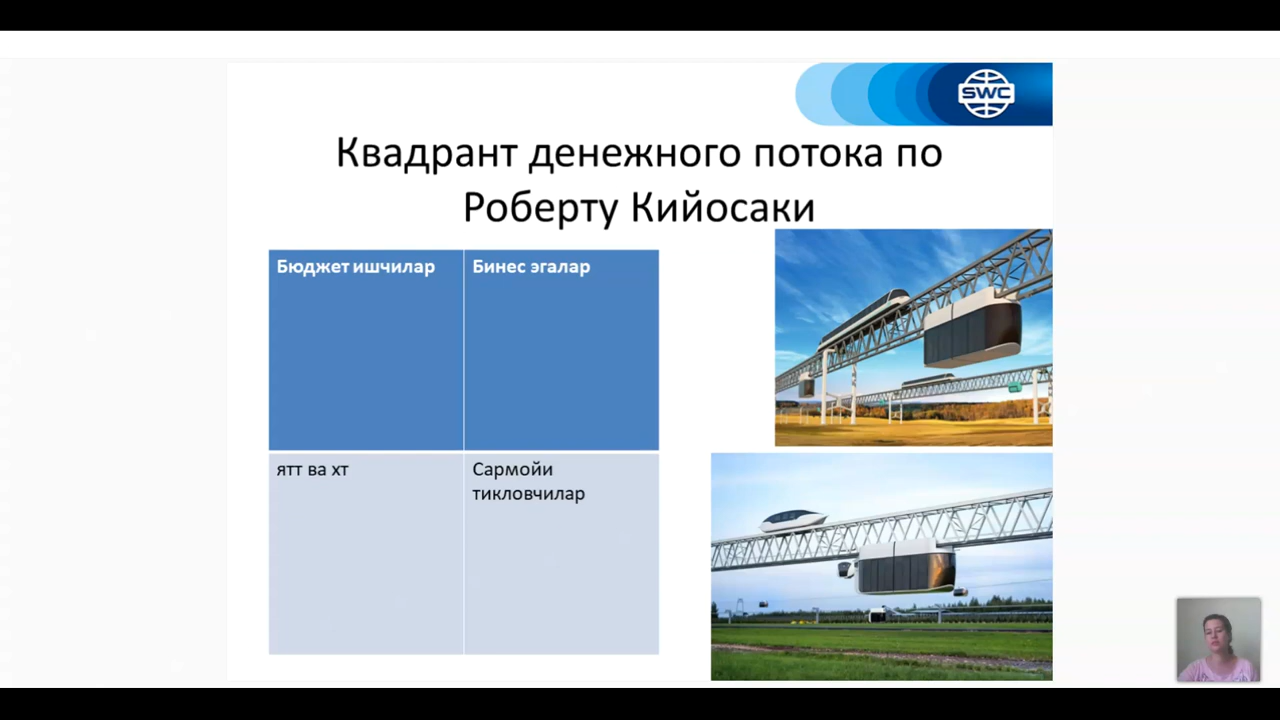 SWC
Квадрант денежного потока по
Роберту Кийосаки
Бюджет ишчилар
Бинес эгалар
ятт ва хт
Сармойи
тикловчилар